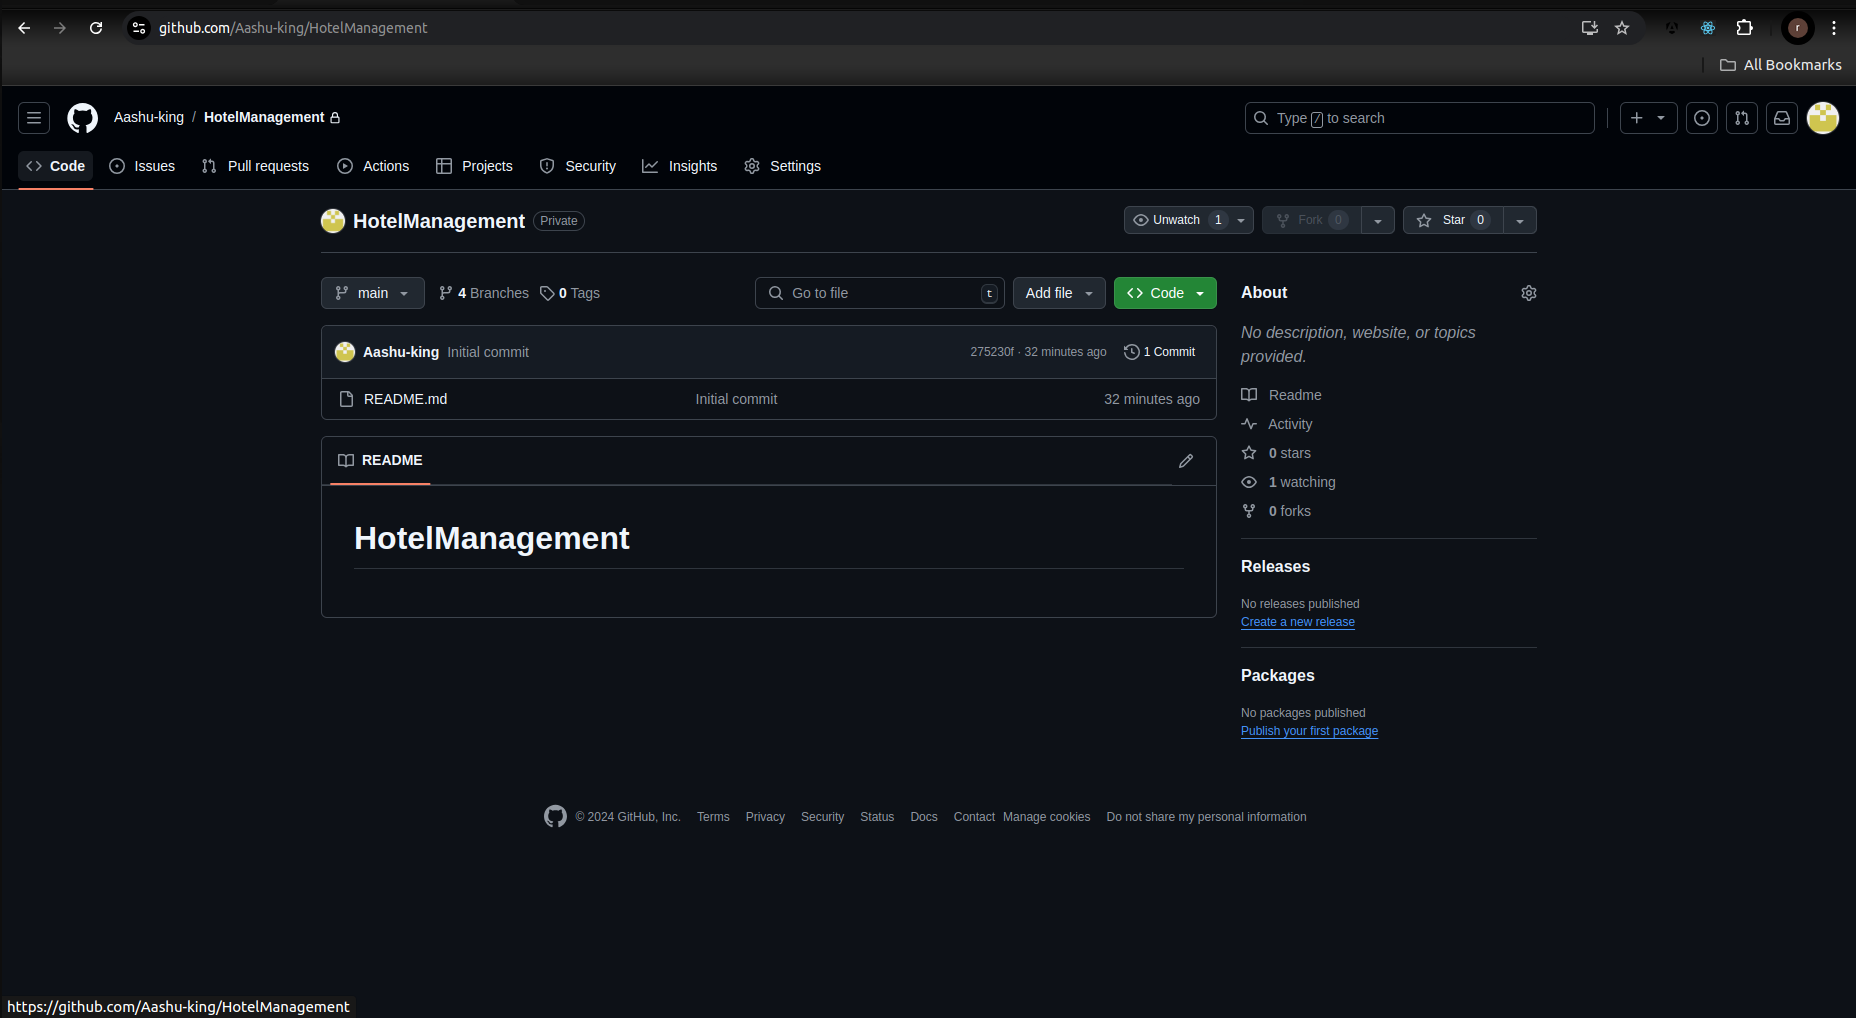 github.com/Aashu-king/HotelManagement
r
All Bookmarks
Aashu-king / HotelManagement
Type / to search
Code Issues Pull requests Actions Projects Security Insights Settings
HotelManagement Private
Unwatch 1 Fork 0 Star 0
main 4 Branches 0 Tags
Go to file t Add file Code
Aashu-king Initial commit 275230f · 32 minutes ago 1 Commit
README.md Initial commit 32 minutes ago
README
HotelManagement
About
No description, website, or topics
provided.
Readme
Activity
0 stars
1 watching
0 forks
Releases
No releases published
Create a new release
Packages
No packages published
Publish your first package
© 2024 GitHub, Inc. Terms Privacy Security Status Docs Contact Manage cookies Do not share my personal information
https://github.com/Aashu-king/HotelManagement